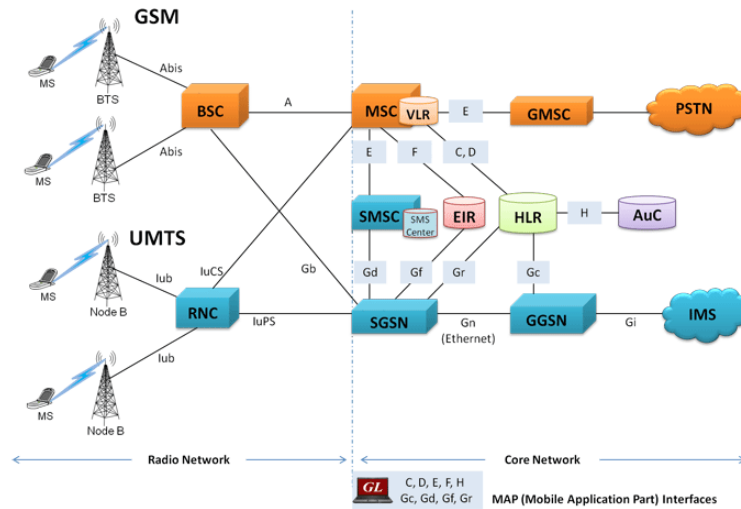 GSM
Abis
MS
BTS
BSC
A
MSC
VLR
E
GMSC
PSTN
Abis
MS
BTS
E
F
C, D
SMSC
SMS
Center
EIR
HLR
H
AuC
UMTS
Iub
MS
Node B
IuCS
Gb
Gd
Gf
Gr
Gc
RNC
IuPS
SGSN
Gn
(Ethernet)
GGSN
Gi
IMS
Iub
MS
Node B
Radio Network
Core Network
GL
C, D, E, F, H
Gc, Gd, Gf, Gr
MAP (Mobile Application Part) Interfaces